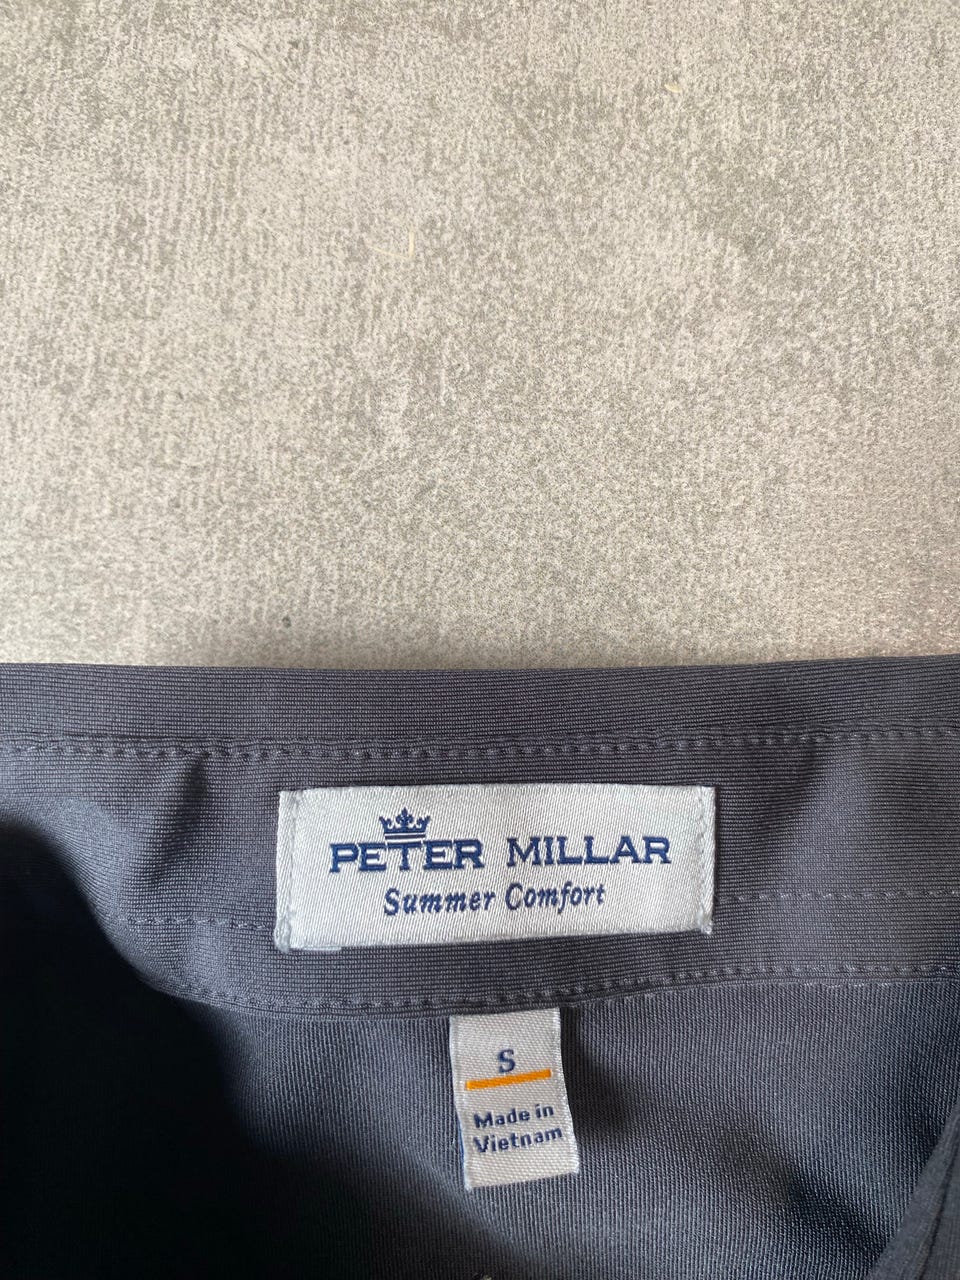 PETER MILLAR
Summer Comfort
S
Made in
Vietnam